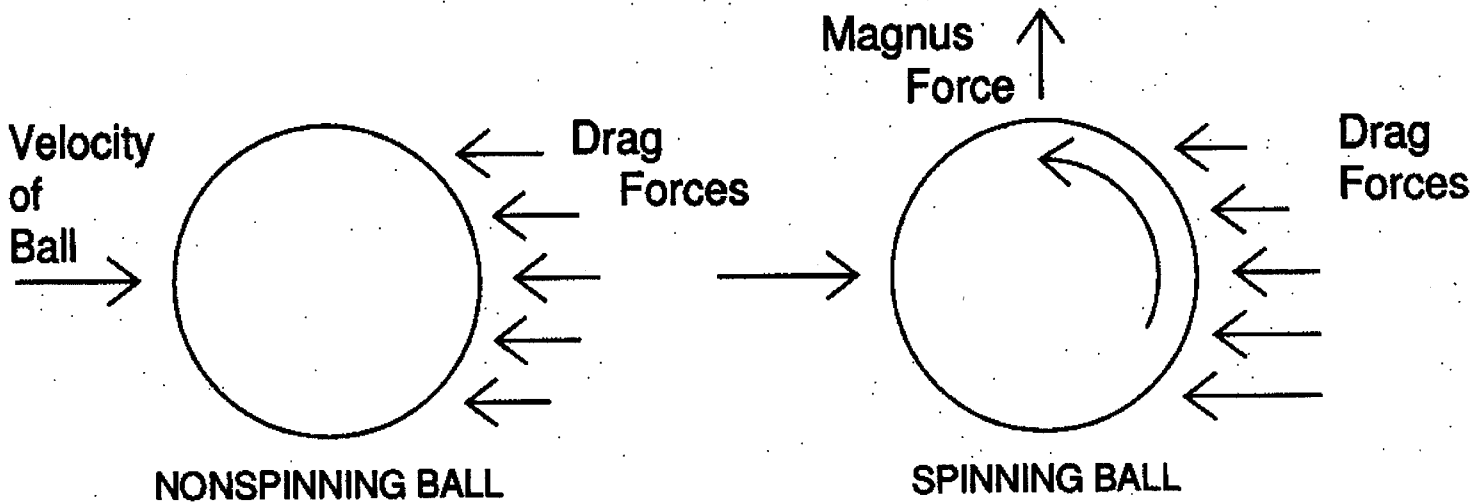 Velocity
of
Ball
Drag
Forces
NONSPINNING BALL
Magnus
Force
Drag
Forces
SPINNING BALL